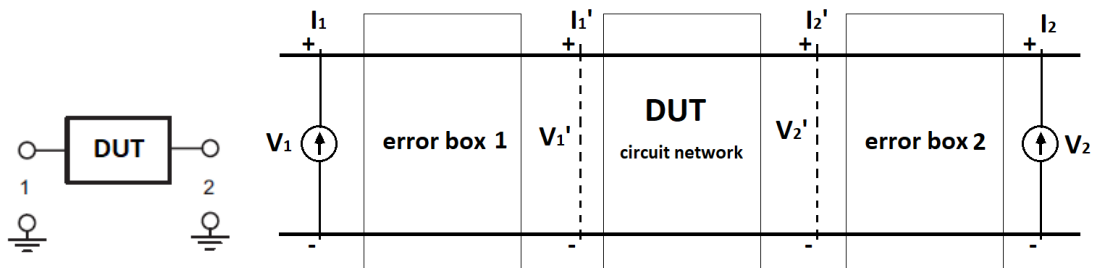 DUT
1
2
I1
I1'
I2'
I2
+
+
+
+
V1
error box 1
V1'
DUT
circuit network
V2'
error box 2
V2
-
-
-
-